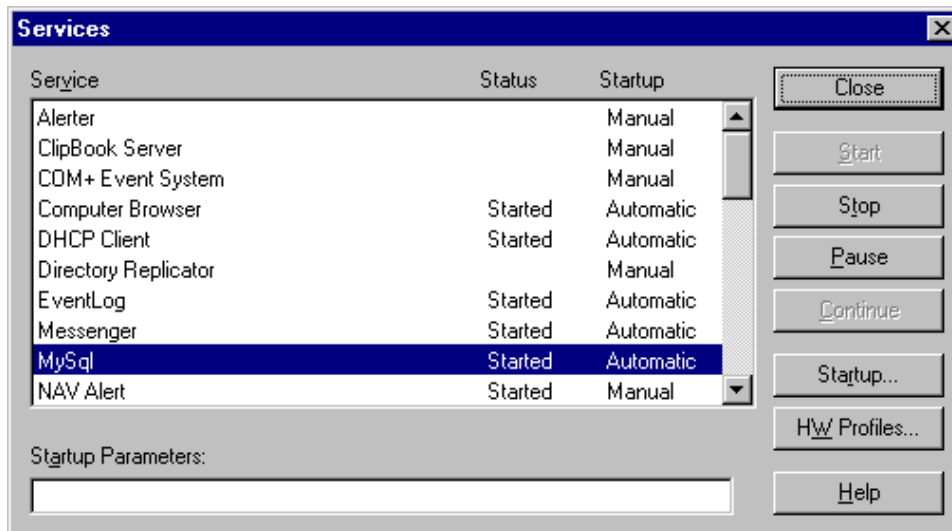 Services
Service Status Startup
Alerter Manual
ClipBook Server Manual
COM+ Event System Manual
Computer Browser Started Automatic
DHCP Client Started Automatic
Directory Replicator Manual
EventLog Started Automatic
Messenger Started Automatic
MySql Started Automatic
NAV Alert Started Manual
Startup Parameters:
Close
Start
Stop
Pause
Continue
Startup...
HW Profiles...
Help